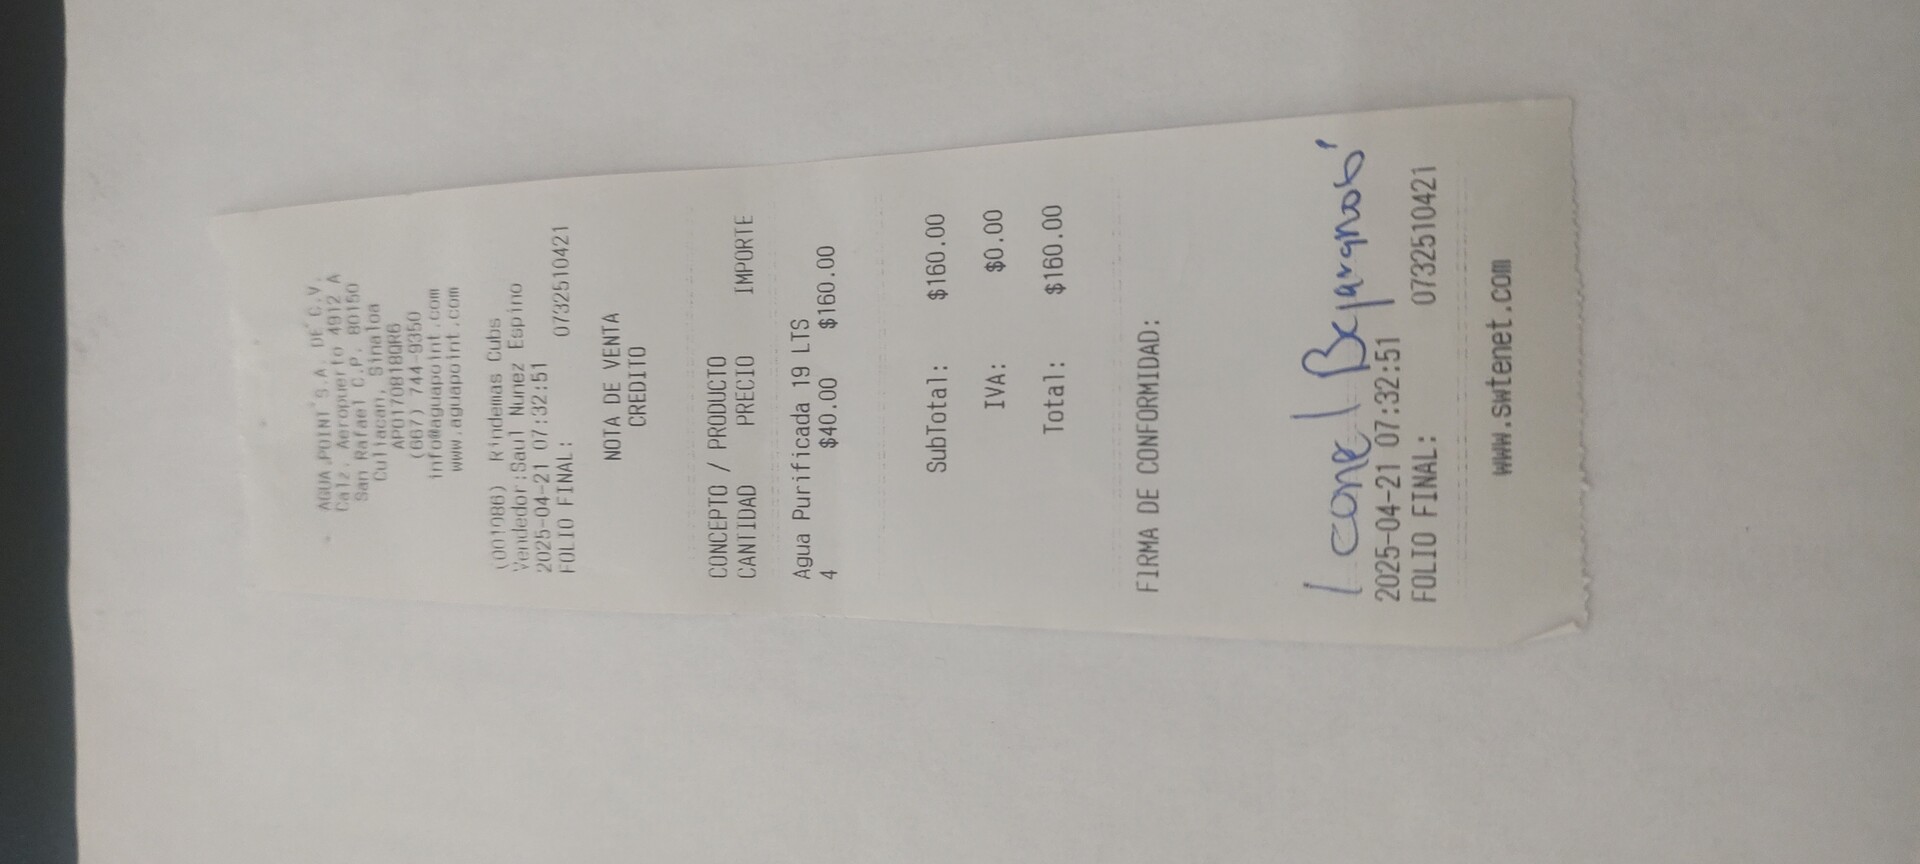 AGUA POINT S.A. DE C.V.
Calz. Aeropuerto 4912 A
San Rafael C.P. 80150
Culiacan, Sinaloa
APO170818QR6
(667) 744-9350
info@aguapoint.com
www.aguapoint.com
(001086) R'ndemas Cubs
Vendedor:Saul Nunez Espino
2025-04-21 07:32:51
FOLIO FINAL: 0732510421
NOTA DE VENTA
CREDITO
CONCEPTO / PRODUCTO
CANTIDAD PRECIO IMPORTE
Agua Purificada 19 LTS
4 $40.00 $160.00
SubTotal: $160.00
IVA: $0.00
Total: $160.00
FIRMA DE CONFORMIDAD:
2025-04-21 07:32:51
FOLIO FINAL: 0732510421
www.swtenet.com